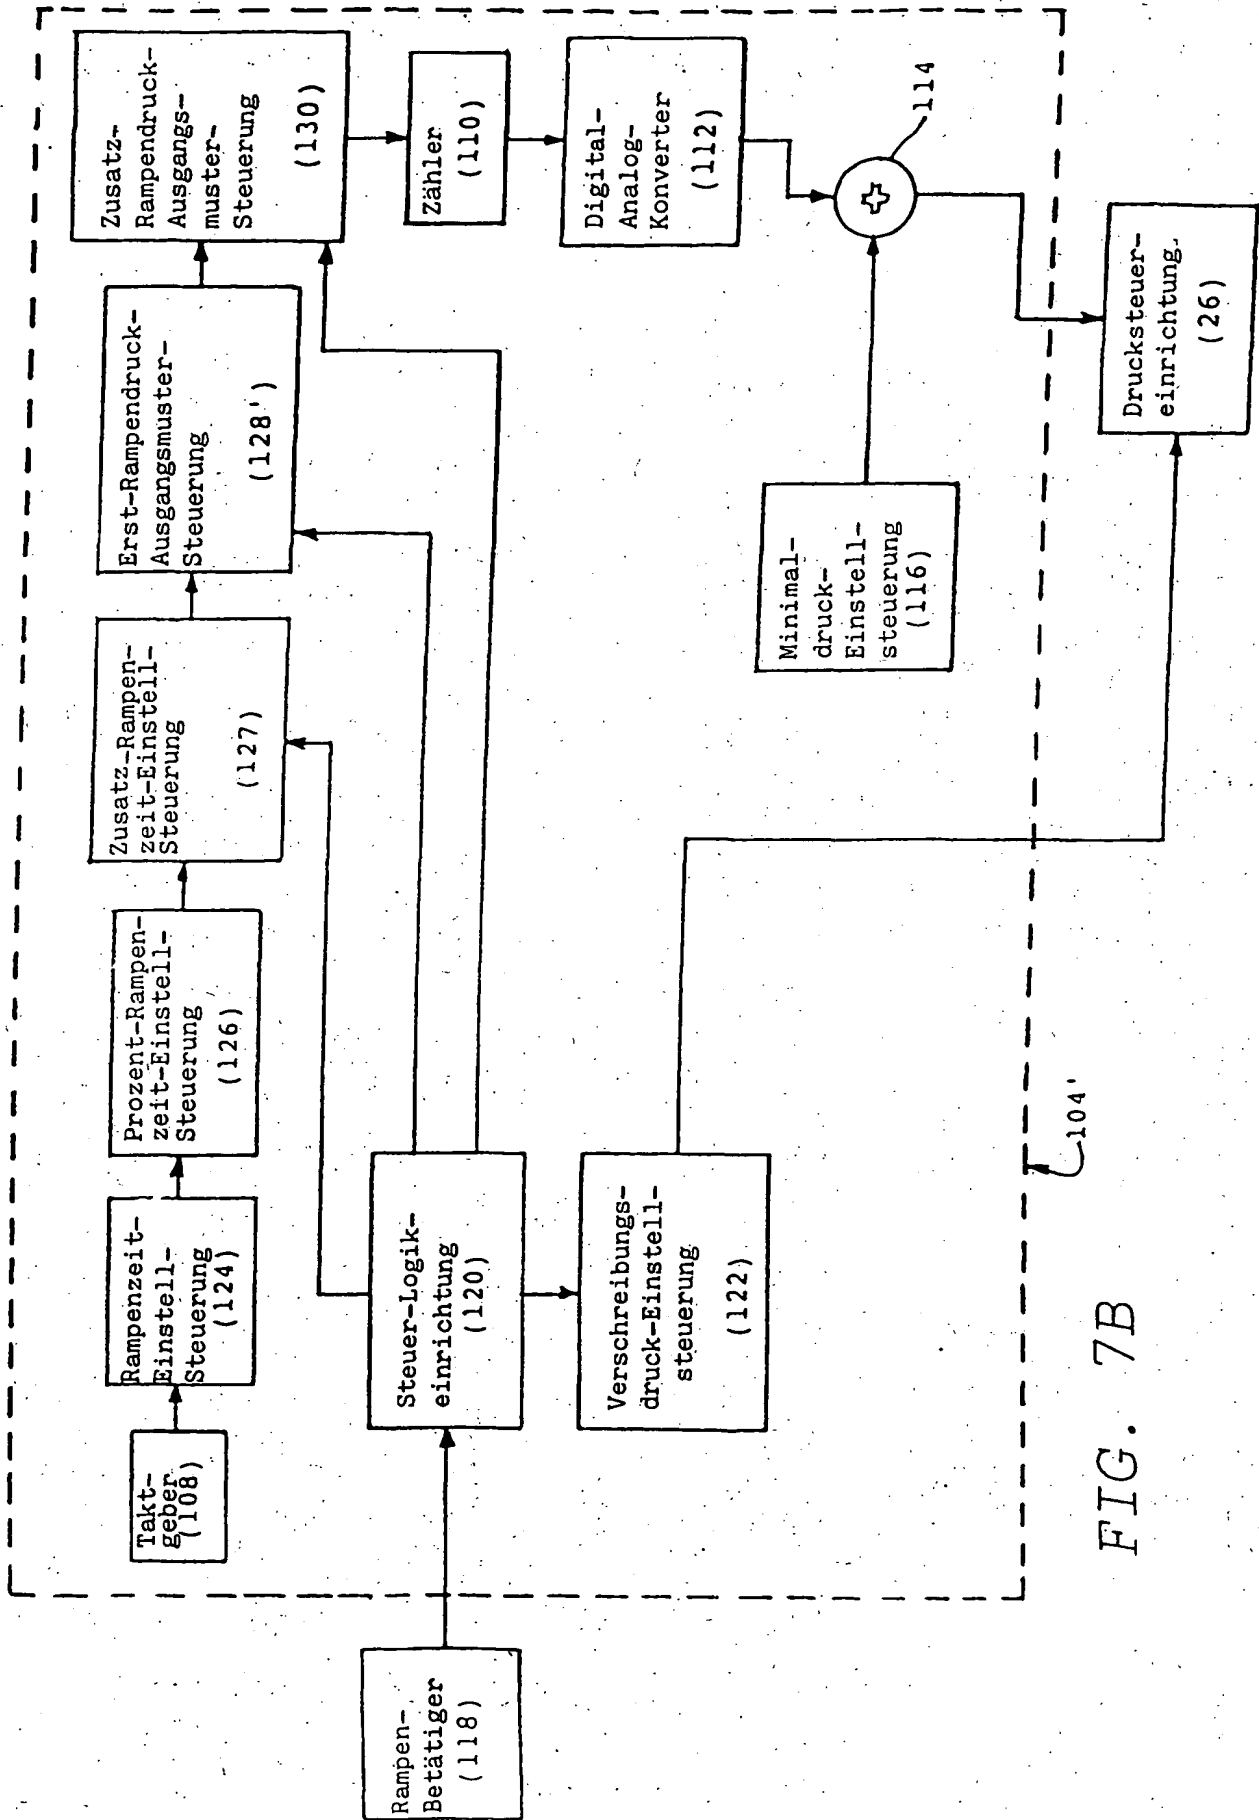 Takt-
geber
(108)
Rampenzeit-
Einstell-
Steuerung
(124)
Prozent-Rampen-
zeit-Einstell-
Steuerung
(126)
Zusatz-Rampen-
zeit-Einstell-
Steuerung
(127)
Erst-Rampendruck-
Ausgangsmuster-
Steuerung
(128')
Zusatz-
Rampendruck-
Ausgangs-
muster-
Steuerung
(130)
Zähler
(110)
Digital-
Analog-
Konverter
(112)
114
Minimal-
druck-
Einstell-
steuerung
(116)
Rampen-
Betätiger
(118)
Steuer-Logik-
einrichtung
(120)
Verschreibungs-
druck-Einstell-
steuerung
(122)
Drucksteuer-
einrichtung
(26)
104'
FIG. 7B